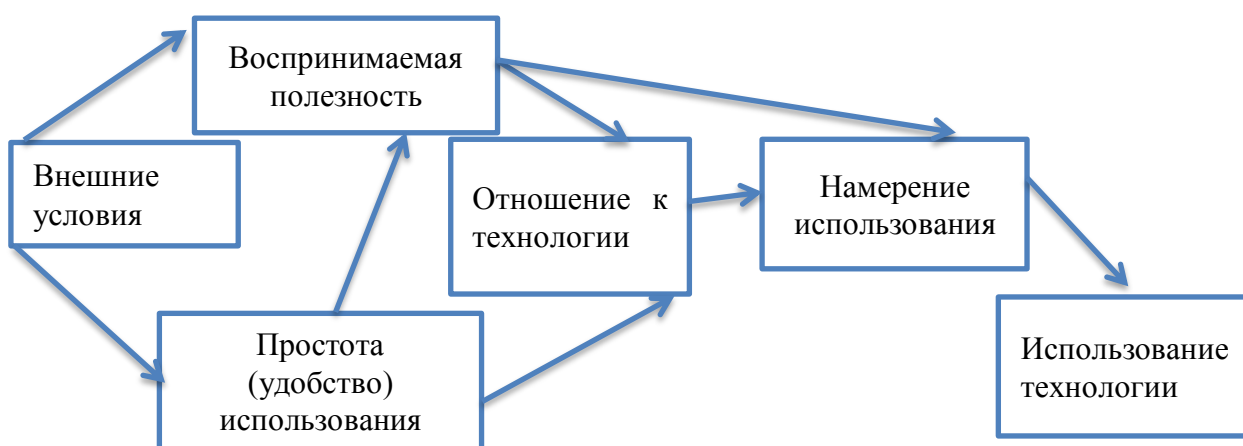 Воспринимаемая
полезность
Внешние
условия
Отношение к
технологии
Намерение
использования
Простота
(удобство)
использования
Использование
технологии